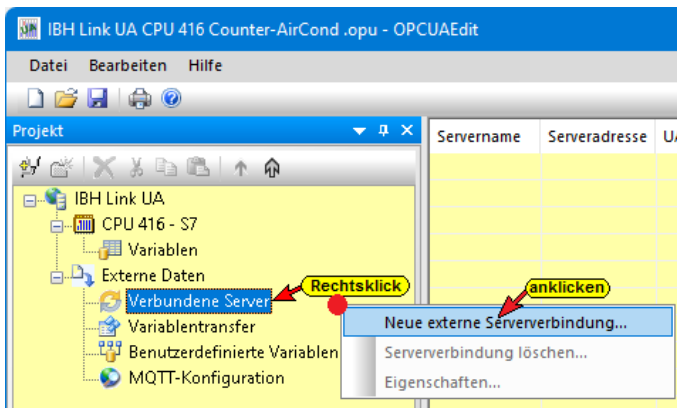 IBH Link UA CPU 416 Counter-AirCond .opu - OPCUAEdit
Datei Bearbeiten Hilfe
Projekt
Servername Serveradresse
IBH Link UA
CPU 416 - S7
Variablen
Externe Daten
Verbundene Server
Rechtsklick
anklicken
Variablentransfer
Neue externe Serververbindung...
Benutzerdefinierte Variablen
Serververbindung löschen...
MQTT-Konfiguration
Eigenschaften...